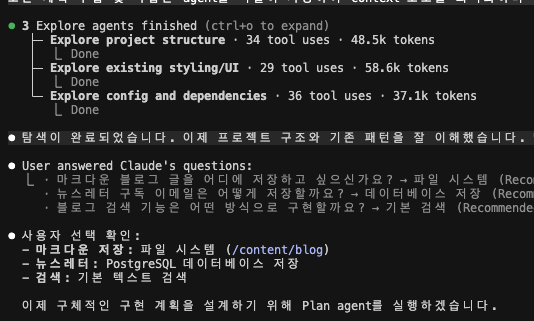 ● 3 Explore agents finished (ctrl+o to expand)
├─ Explore project structure · 34 tool uses · 48.5k tokens
│ ⎿ Done
├─ Explore existing styling/UI · 29 tool uses · 58.6k tokens
│ ⎿ Done
└─ Explore config and dependencies · 36 tool uses · 37.1k tokens
⎿ Done
● 탐색이 완료되었습니다. 이제 프로젝트 구조와 기존 패턴을 잘 이해했습니다.
● User answered Claude's questions:
⎿ · 마크다운 블로그 글을 어디에 저장하고 싶으신가요? → 파일 시스템 (Recom
· 뉴스레터 구독 이메일은 어떻게 저장할까요? → 데이터베이스 저장 (Recom
· 블로그 검색 기능은 어떤 방식으로 구현할까요? → 기본 검색 (Recommende
● 사용자 선택 확인:
- 마크다운 저장: 파일 시스템 (/content/blog)
- 뉴스레터: PostgreSQL 데이터베이스 저장
- 검색: 기본 텍스트 검색
이제 구체적인 구현 계획을 설계하기 위해 Plan agent를 실행하겠습니다.